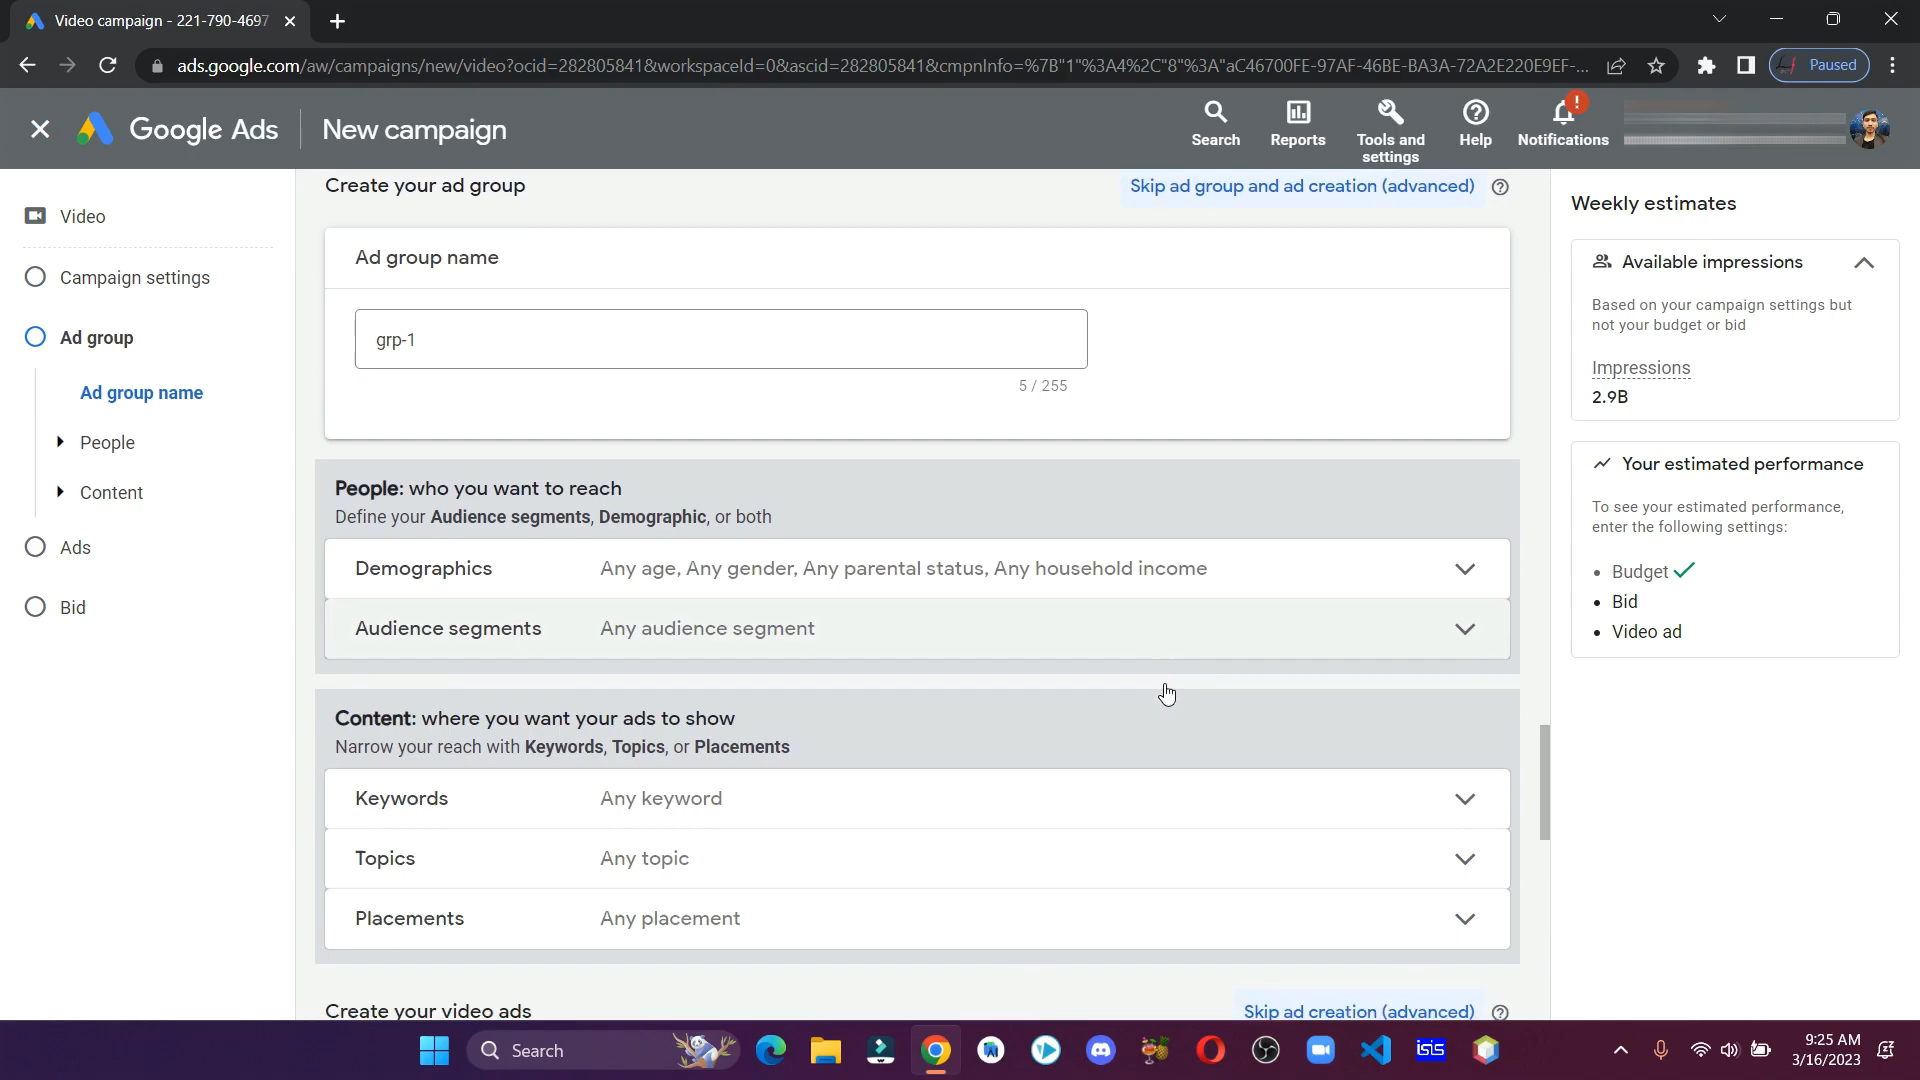 Video campaign - 221-790-4697
ads.google.com/aw/campaigns/new/video?ocid=282805841&workspaceId=0&ascid=282805841&cmpnInfo=%7B"1"%3A4%2C"8"%3A"aC46700FE-97AF-46BE-BA3A-72A2E220E9EF-...
Paused
Google Ads
New campaign
Search
Reports
Tools and settings
Help
!
Notifications
Video
Campaign settings
Ad group
Ad group name
People
Content
Ads
Bid
Create your ad group
Skip ad group and ad creation (advanced)
Ad group name
grp-1
5 / 255
People: who you want to reach
Define your Audience segments, Demographic, or both
Demographics Any age, Any gender, Any parental status, Any household income
Audience segments Any audience segment
Content: where you want your ads to show
Narrow your reach with Keywords, Topics, or Placements
Keywords Any keyword
Topics Any topic
Placements Any placement
Create your video ads
Skip ad creation (advanced)
Weekly estimates
Available impressions
Based on your campaign settings but
not your budget or bid
Impressions
2.9B
Your estimated performance
To see your estimated performance,
enter the following settings:
• Budget
• Bid
• Video ad
Search
ISIS
9:25 AM
3/16/2023